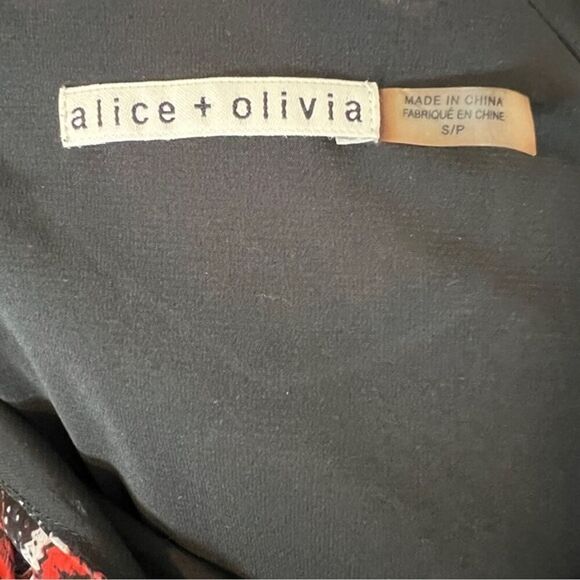 alice + olivia
MADE IN CHINA
FABRIQUÉ EN CHINE
S/P